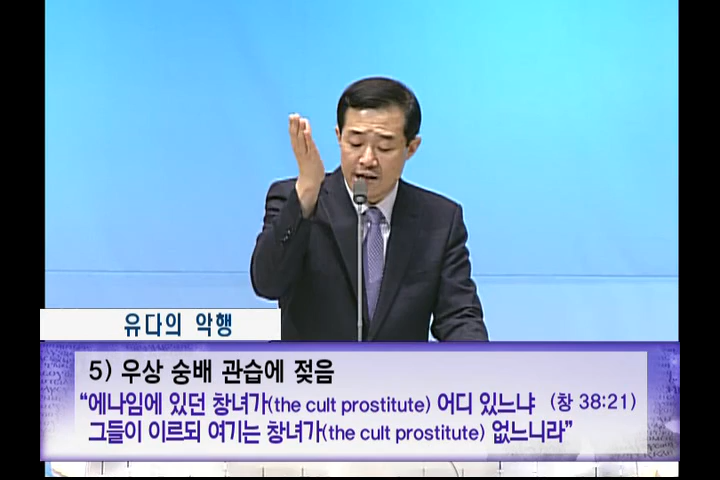 유다의 악행
5) 우상 숭배 관습에 젖음
“에나임에 있던 창녀가(the cult prostitute) 어디 있느냐 (창 38:21)
그들이 이르되 여기는 창녀가(the cult prostitute) 없느니라”